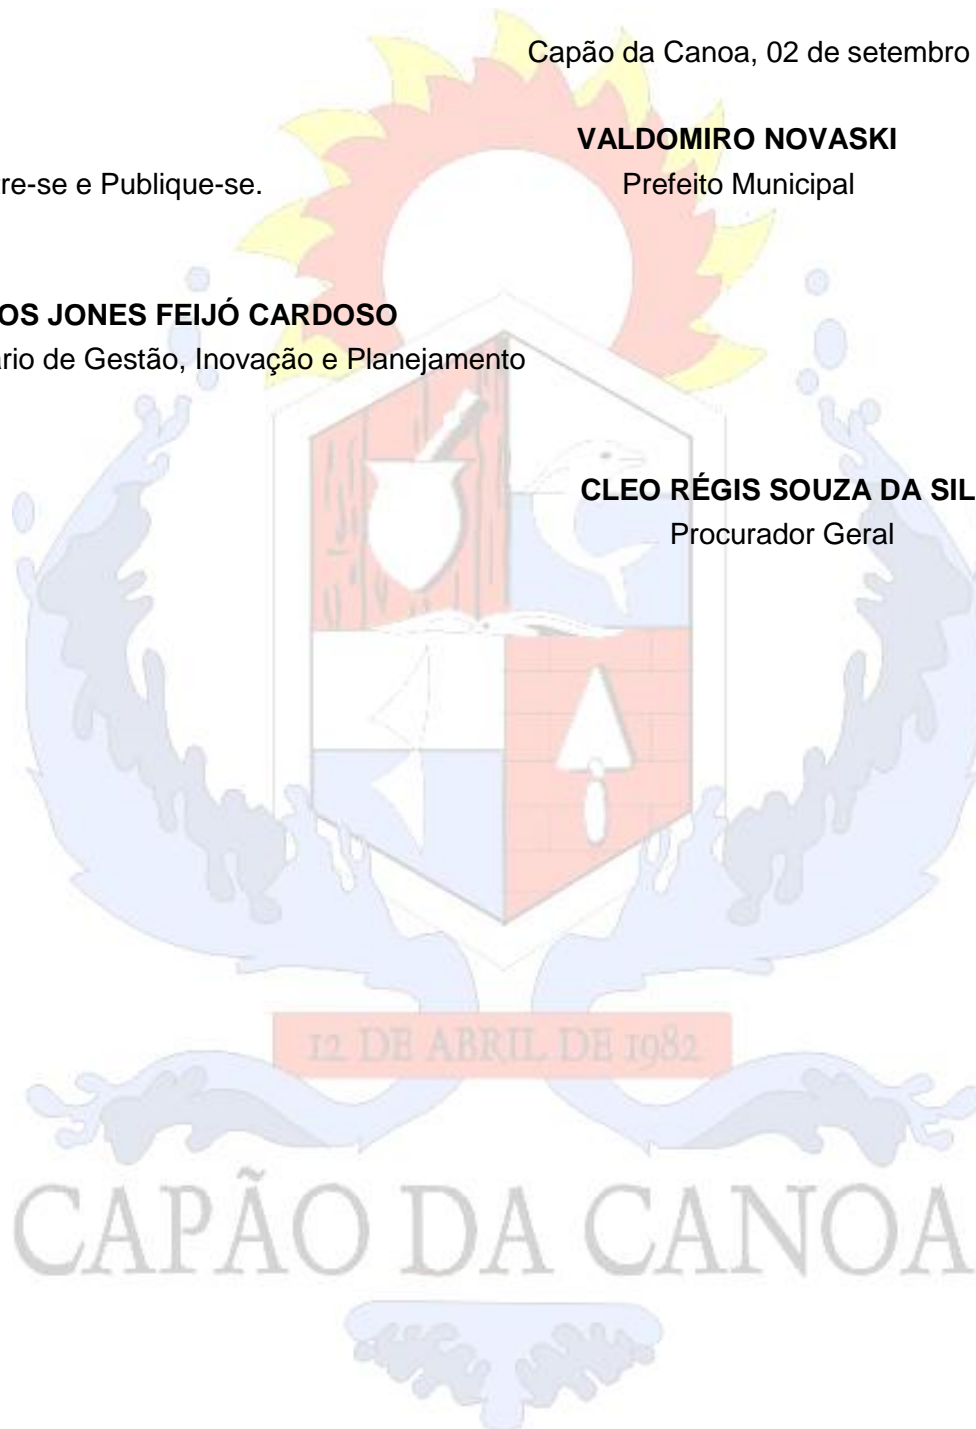 Capão da Canoa, 02 de setembro
VALDOMIRO NOVASKI
re-se e Publique-se.
Prefeito Municipal
OS JONES FEIJÓ CARDOSO
ário de Gestão, Inovação e Planejamento
CLEO RÉGIS SOUZA DA SIL
Procurador Geral
12 DE ABRIL DE 1982
CAPÃO DA CANOA